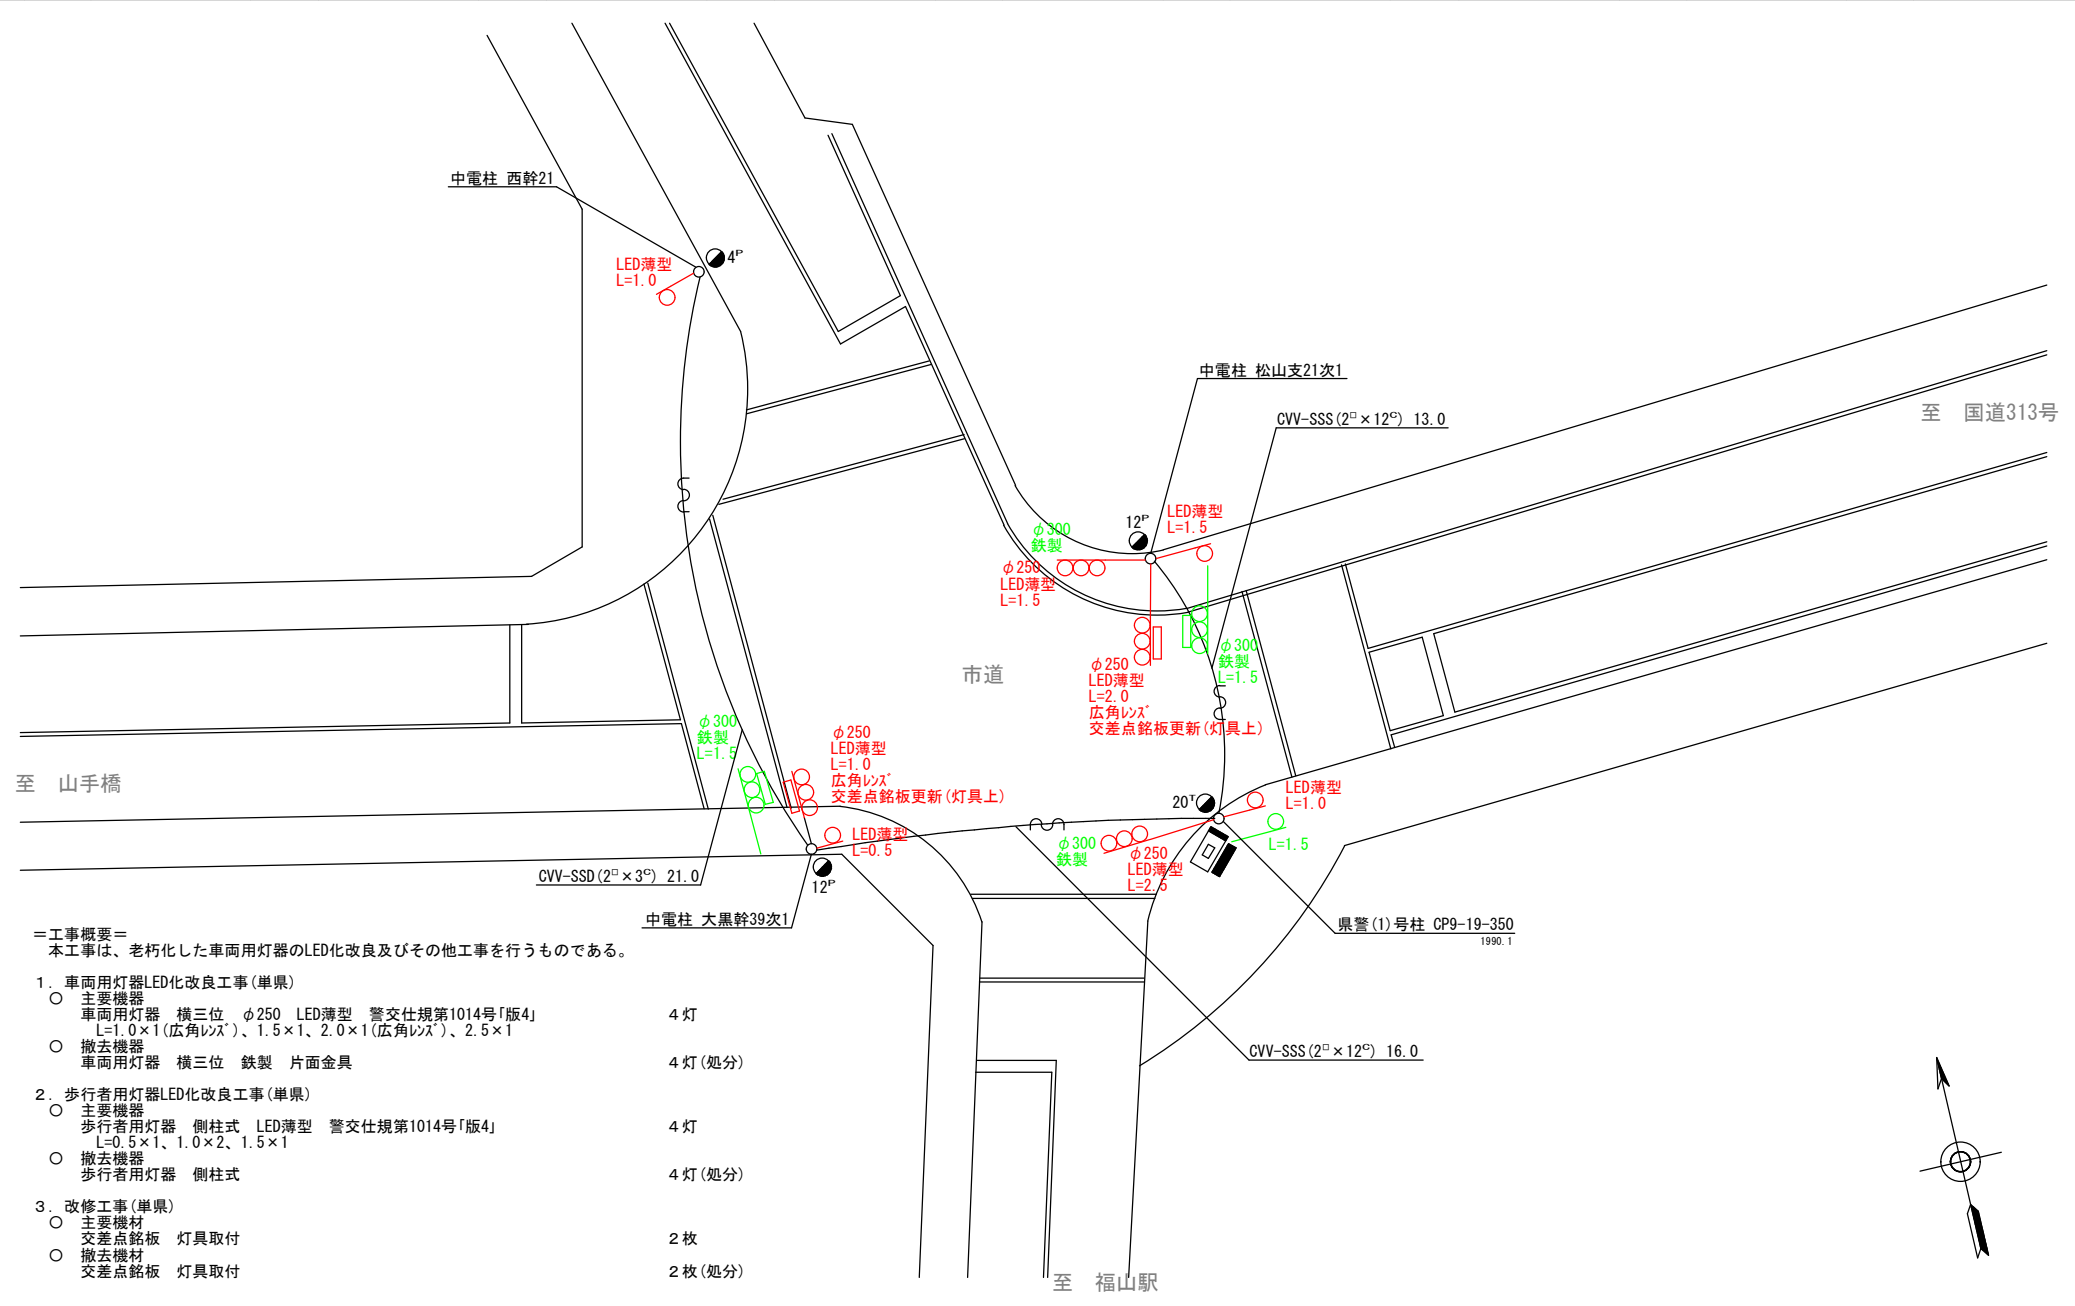 中電柱 西幹21
4P
LED薄型
L=1.0
中電柱 松山支21次1
CVV-SSS(2□×12C) 13.0
至　国道313号
12P
LED薄型
L=1.5
φ300
鉄製
φ250
LED薄型
L=1.5
市道
φ300
鉄製
L=1.5
φ250
LED薄型
L=2.0
広角ﾚﾝｽﾞ
交差点銘板更新(灯具上)
φ300
鉄製
L=1.5
φ250
LED薄型
L=1.0
広角ﾚﾝｽﾞ
交差点銘板更新(灯具上)
至　山手橋
20T
LED薄型
L=1.0
L=1.5
LED薄型
L=0.5
φ300
鉄製
φ250
LED薄型
L=2.5
CVV-SSD(2□×3C) 21.0
12P
中電柱 大黒幹39次1
県警(1)号柱 CP9-19-350
1990.1
CVV-SSS(2□×12C) 16.0
=工事概要=
本工事は、老朽化した車両用灯器のLED化改良及びその他工事を行うものである。
1. 車両用灯器LED化改良工事(単県)
○　主要機器
車両用灯器　横三位　φ250　LED薄型　警交仕規第1014号「版4」　4灯
L=1.0×1(広角ﾚﾝｽﾞ)、1.5×1、2.0×1(広角ﾚﾝｽﾞ)、2.5×1
○　撤去機器
車両用灯器　横三位　鉄製　片面金具　4灯(処分)
2. 歩行者用灯器LED化改良工事(単県)
○　主要機器
歩行者用灯器　側柱式　LED薄型　警交仕規第1014号「版4」　4灯
L=0.5×1、1.0×2、1.5×1
○　撤去機器
歩行者用灯器　側柱式　4灯(処分)
3. 改修工事(単県)
○　主要機材
交差点銘板　灯具取付　2枚
○　撤去機材
交差点銘板　灯具取付　2枚(処分)
至　福山駅